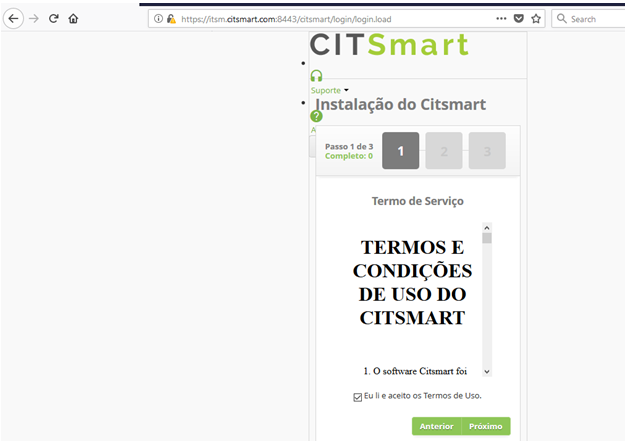 https://itsm.citsmart.com:8443/citsmart/login/login.load
Search
CITSmart
Suporte
Instalação do Citsmart
A
Passo 1 de 3
Completo: 0
1
2
3
Termo de Serviço
TERMOS E
CONDIÇÕES
DE USO DO
CITSMART
1. O software Citsmart foi
Eu li e aceito os Termos de Uso.
Anterior
Próximo